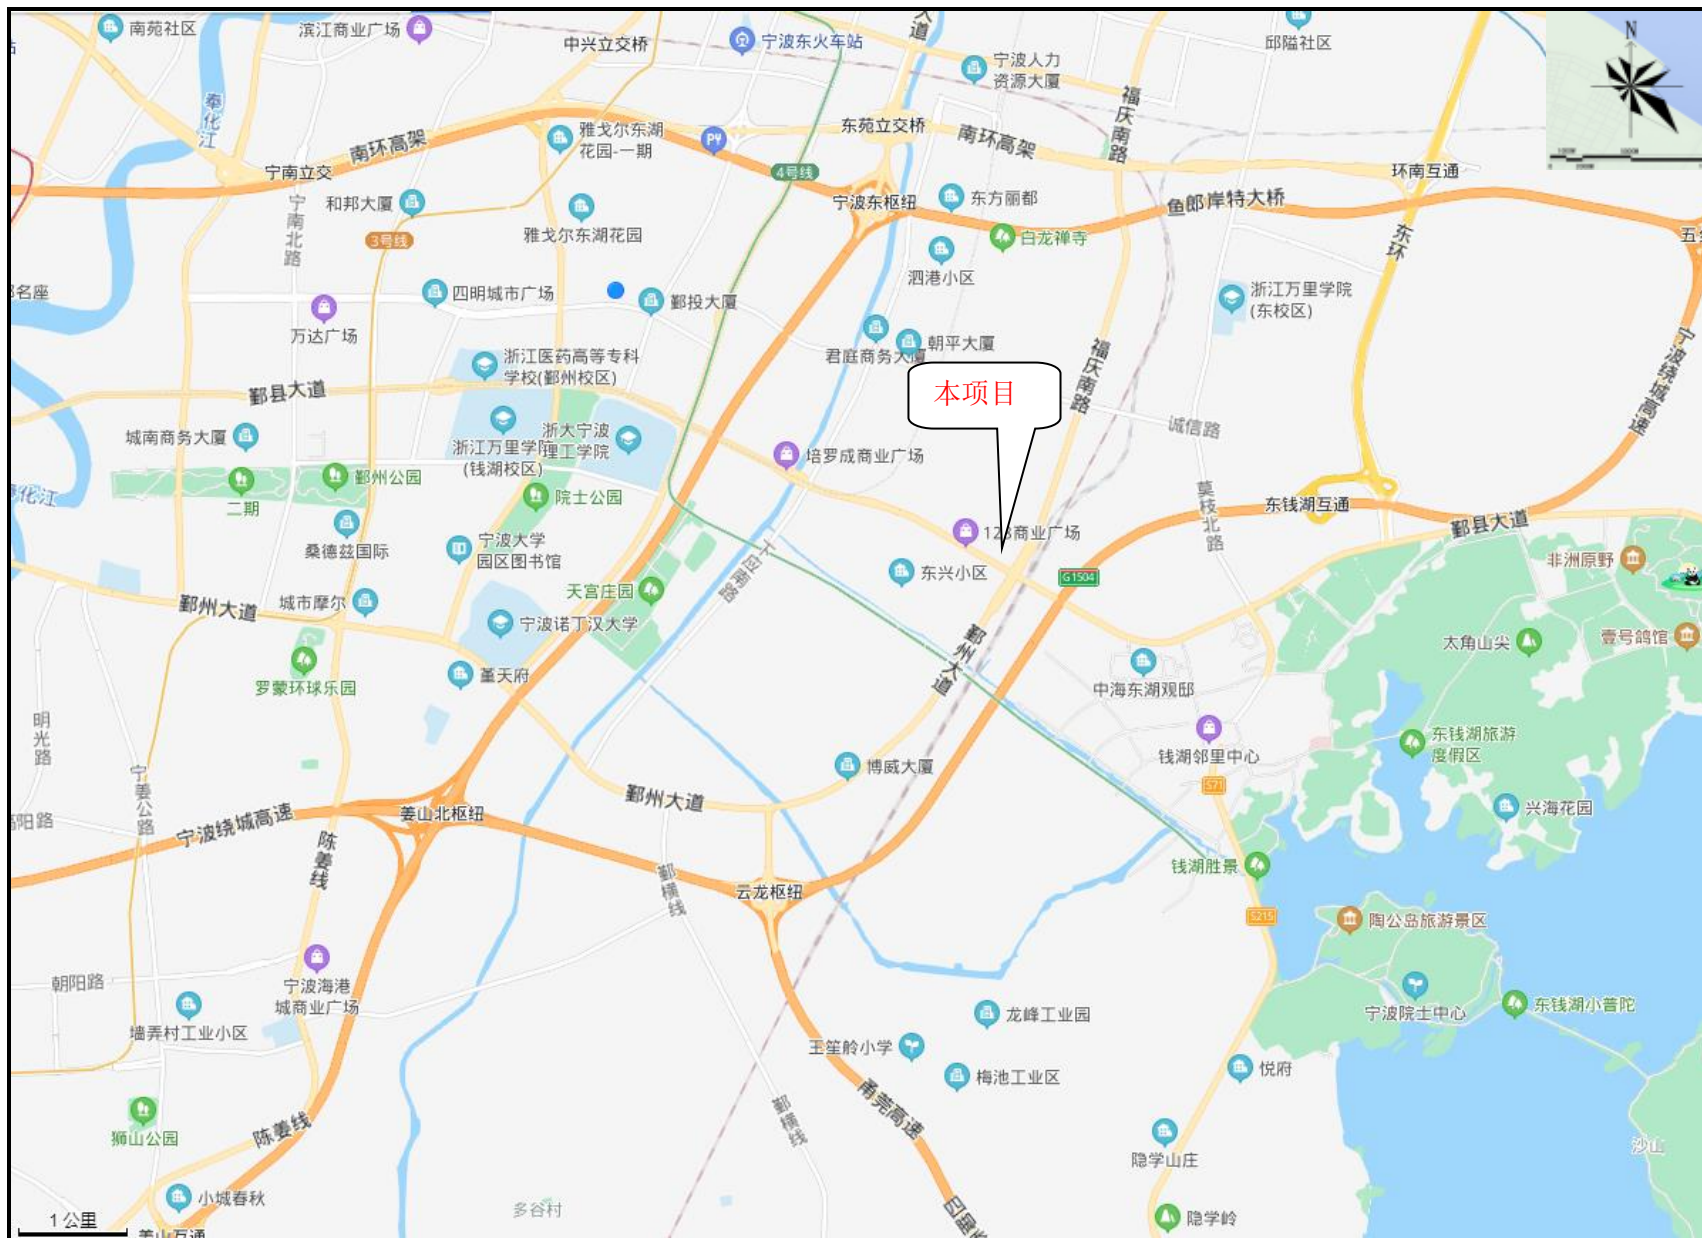 南苑社区
滨江商业广场
中兴立交桥
宁波东火车站
宁波人力
资源大厦
邱隘社区
N
奉化江
南环高架
雅戈尔东湖
花园-一期
东苑立交桥
南环高架
福庆南路
宁南立交
4号线
环南互通
和邦大厦
宁南北路
宁波东枢纽
东方丽都
鱼郎岸特大桥
3号线
雅戈尔东湖花园
白龙禅寺
东环
泗港小区
四明城市广场
鄞投大厦
浙江万里学院
(东校区)
万达广场
君庭商务大厦
朝平大厦
宁波绕城高速
浙江医药高等专科
学校(鄞州校区)
福庆南路
鄞县大道
本项目
城南商务大厦
浙江万里学院
(钱湖校区)
浙大宁波
理工学院
诚信路
培罗成商业广场
鄞州公园
二期
院士公园
莫枝北路
东钱湖互通
鄞县大道
桑德兹国际
宁波大学
园区图书馆
128商业广场
东兴小区
G1504
非洲原野
天宫庄园
鄞州大道
城市摩尔
宁波诺丁汉大学
鄞州大道
太角山尖
壹号鸽馆
罗蒙环球乐园
堇天府
中海东湖观邸
明光路
东钱湖旅游
度假区
钱湖邻里中心
宁姜公路
博威大厦
S71
鄞州大道
兴海花园
宁波绕城高速
姜山北枢纽
陈姜线
钱湖胜景
鄞横线
云龙枢纽
S215
陶公岛旅游景区
朝阳路
宁波海港
城商业广场
墙弄村工业小区
龙峰工业园
宁波院士中心
东钱湖小普陀
王笙舲小学
梅池工业区
悦府
甬莞高速
狮山公园
陈姜线
鄞横线
隐学山庄
沙山
小城春秋
多谷村
隐学岭
1公里
姜山互通